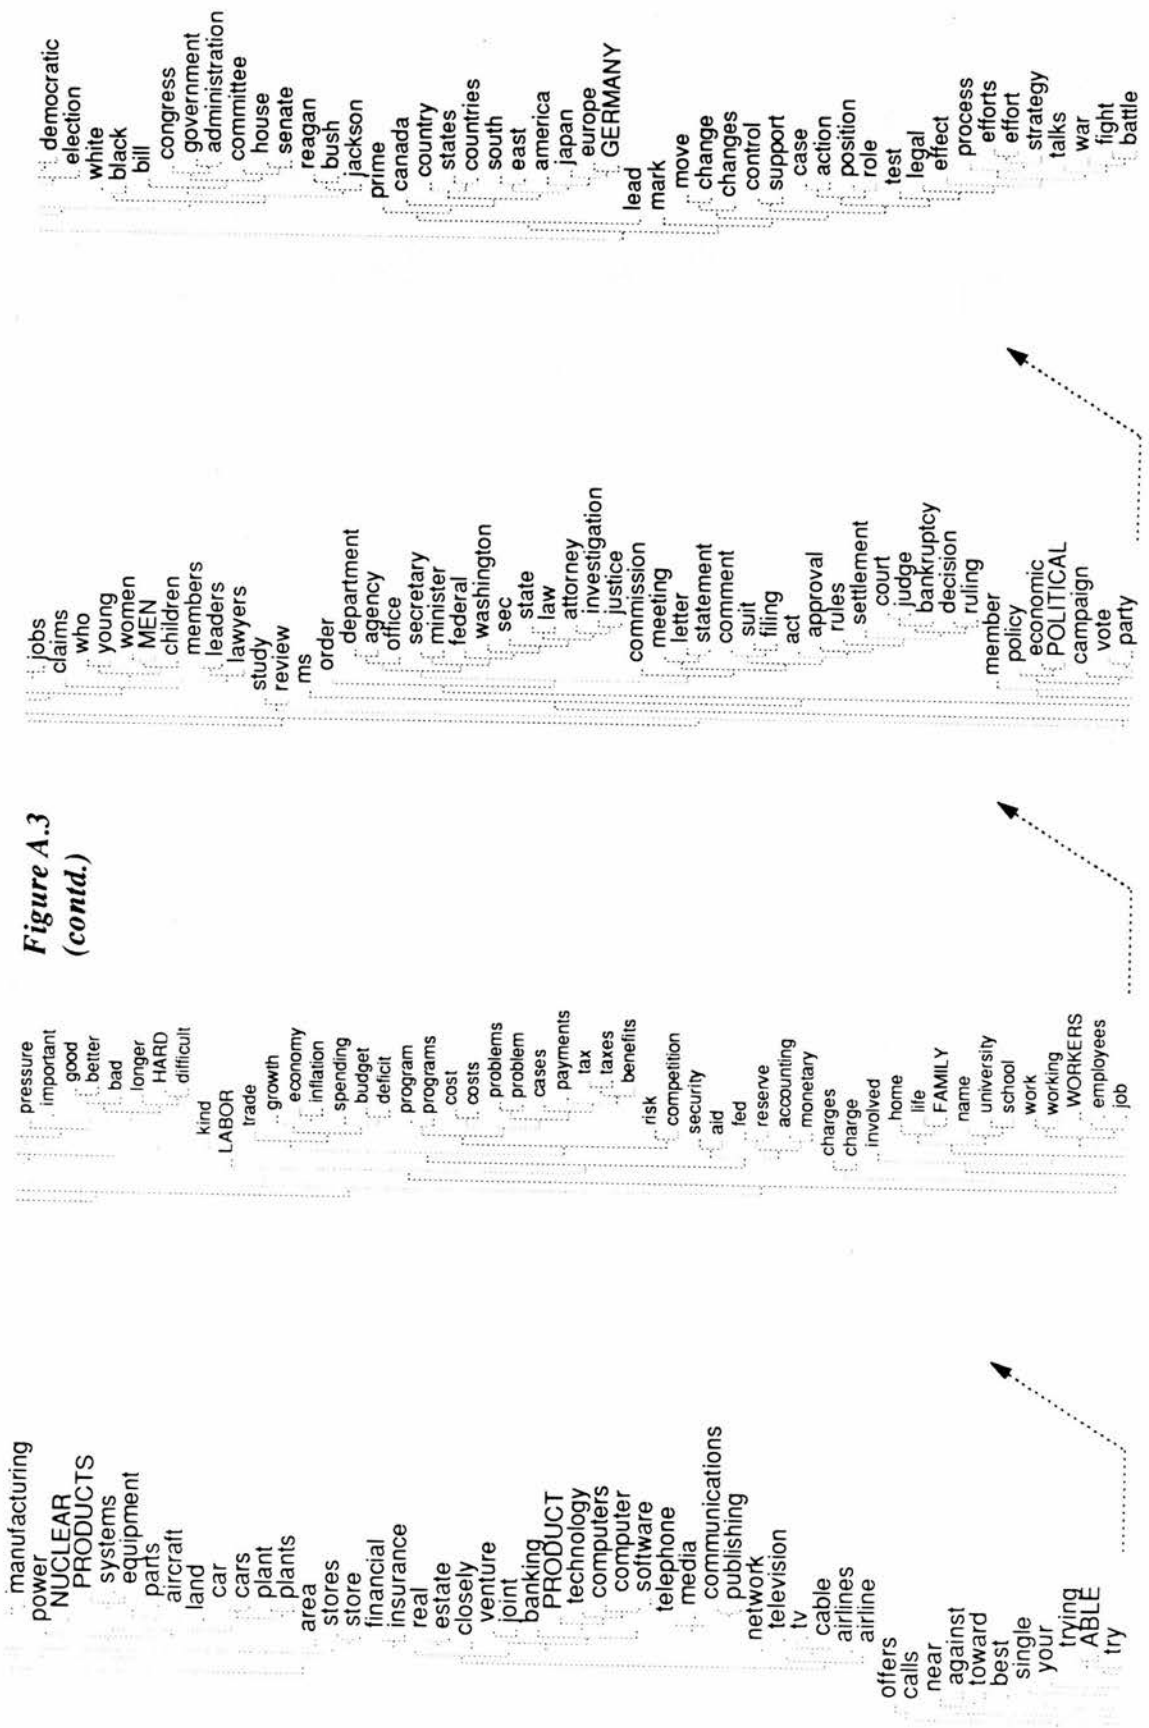 Figure A.3
(contd.)
manufacturing
power
NUCLEAR
PRODUCTS
systems
equipment
parts
aircraft
land
car
cars
plant
plants
area
stores
store
financial
insurance
real
estate
closely
venture
joint
banking
PRODUCT
technology
computers
computer
software
telephone
media
communications
publishing
network
television
tv
cable
airlines
airline
offers
calls
near
against
toward
best
single
your
trying
ABLE
try
pressure
important
good
better
bad
longer
HARD
difficult
kind
LABOR
trade
growth
economy
inflation
spending
budget
deficit
program
programs
cost
costs
problems
problem
cases
payments
tax
taxes
benefits
risk
competition
security
aid
fed
reserve
accounting
monetary
charges
charge
involved
home
life
FAMILY
name
university
school
work
working
WORKERS
employees
job
jobs
claims
who
young
women
MEN
children
members
leaders
lawyers
study
review
ms
order
department
agency
office
secretary
minister
federal
washington
sec
state
law
attorney
investigation
justice
commission
meeting
letter
statement
comment
suit
filing
act
approval
rules
settlement
court
judge
bankruptcy
decision
ruling
member
policy
economic
POLITICAL
campaign
vote
party
democratic
election
white
black
bill
congress
government
administration
committee
house
senate
reagan
bush
jackson
prime
canada
country
states
countries
south
east
america
japan
europe
GERMANY
lead
mark
move
change
changes
control
support
case
action
position
role
test
legal
effect
process
efforts
effort
strategy
talks
war
fight
battle